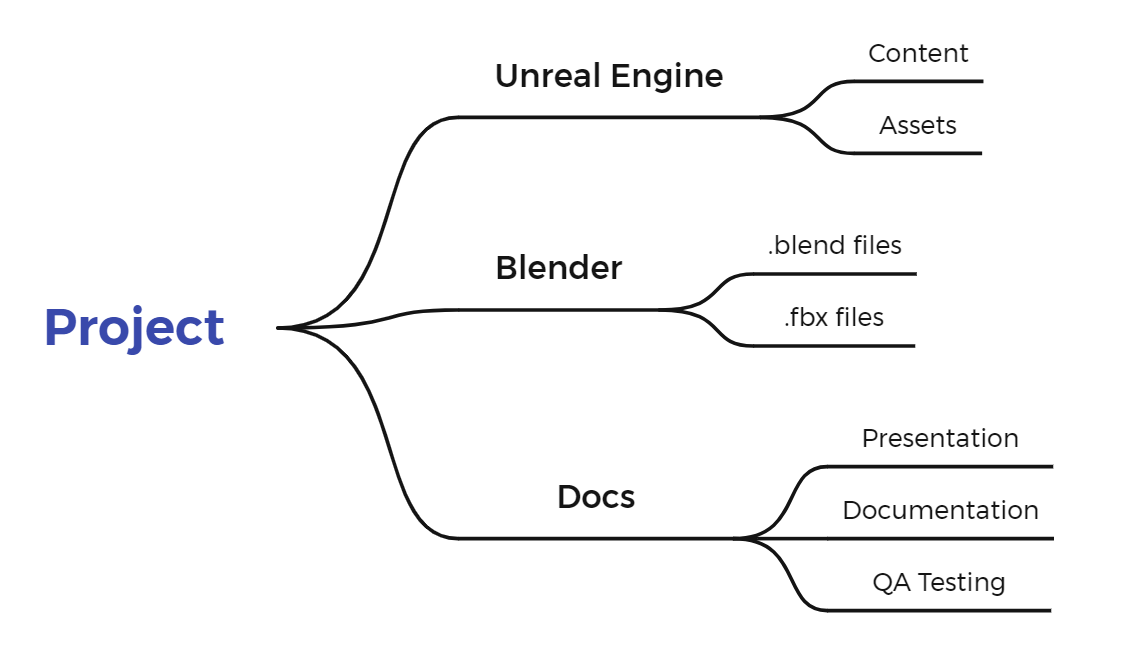 Project
Unreal Engine
Content
Assets
Blender
.blend files
.fbx files
Docs
Presentation
Documentation
QA Testing